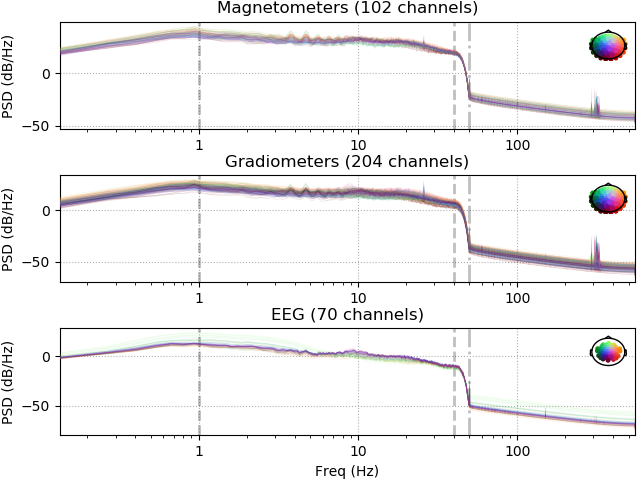 Magnetometers (102 channels)
PSD (dB/Hz)
0
−50
1
10
100
Gradiometers (204 channels)
PSD (dB/Hz)
0
−50
1
10
100
EEG (70 channels)
PSD (dB/Hz)
0
−50
1
10
100
Freq (Hz)